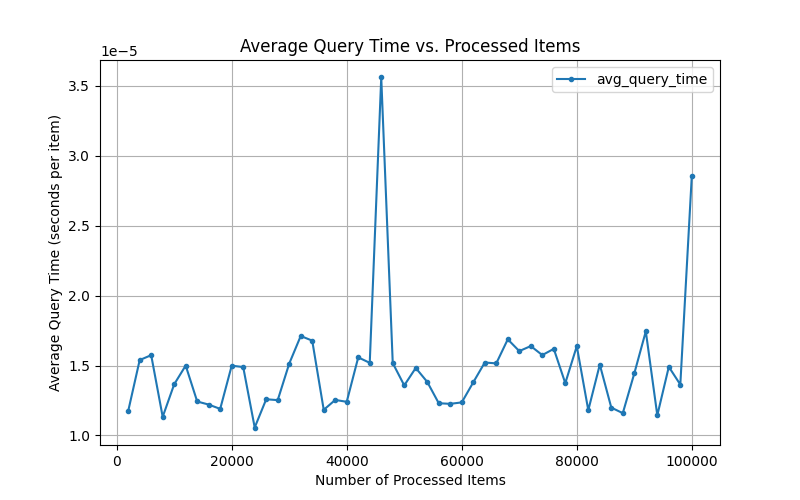 Average Query Time vs. Processed Items
1e−5
avg_query_time
3.5
3.0
2.5
2.0
1.5
1.0
Average Query Time (seconds per item)
0 20000 40000 60000 80000 100000
Number of Processed Items